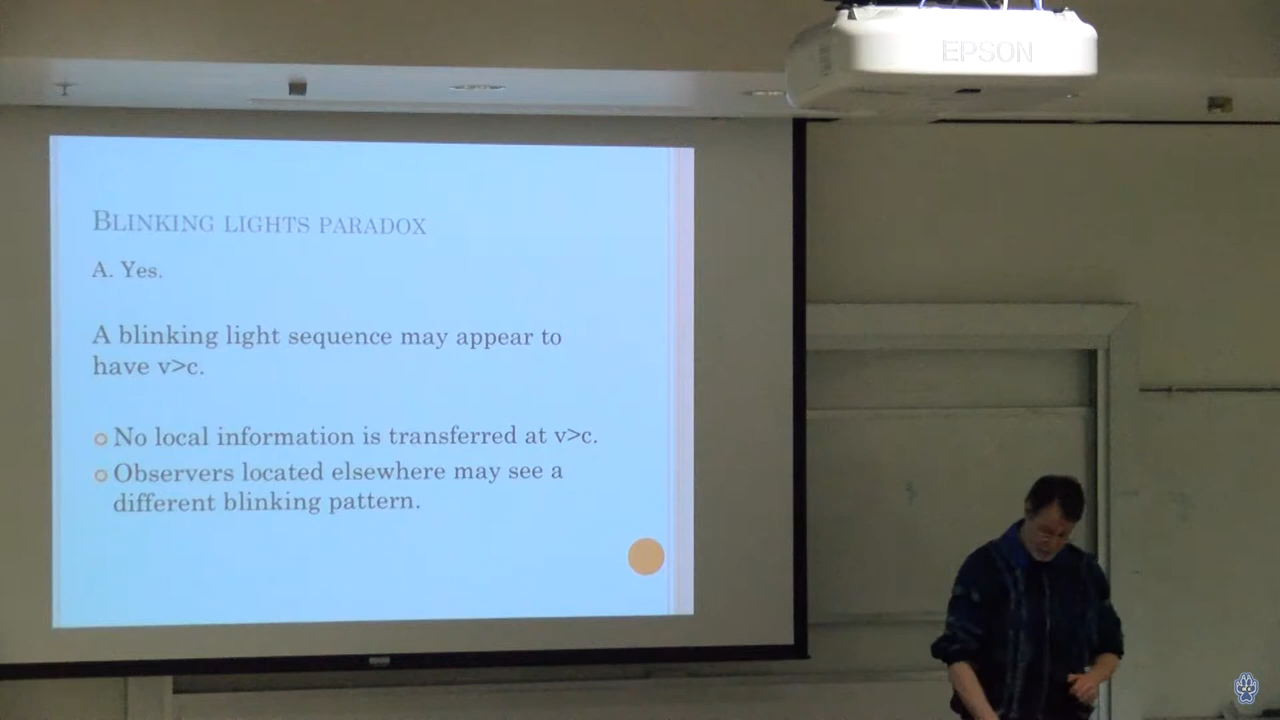 EPSON
BLINKING LIGHTS PARADOX
A. Yes.
A blinking light sequence may appear to
have v>c.
No local information is transferred at v>c.
Observers located elsewhere may see a
different blinking pattern.